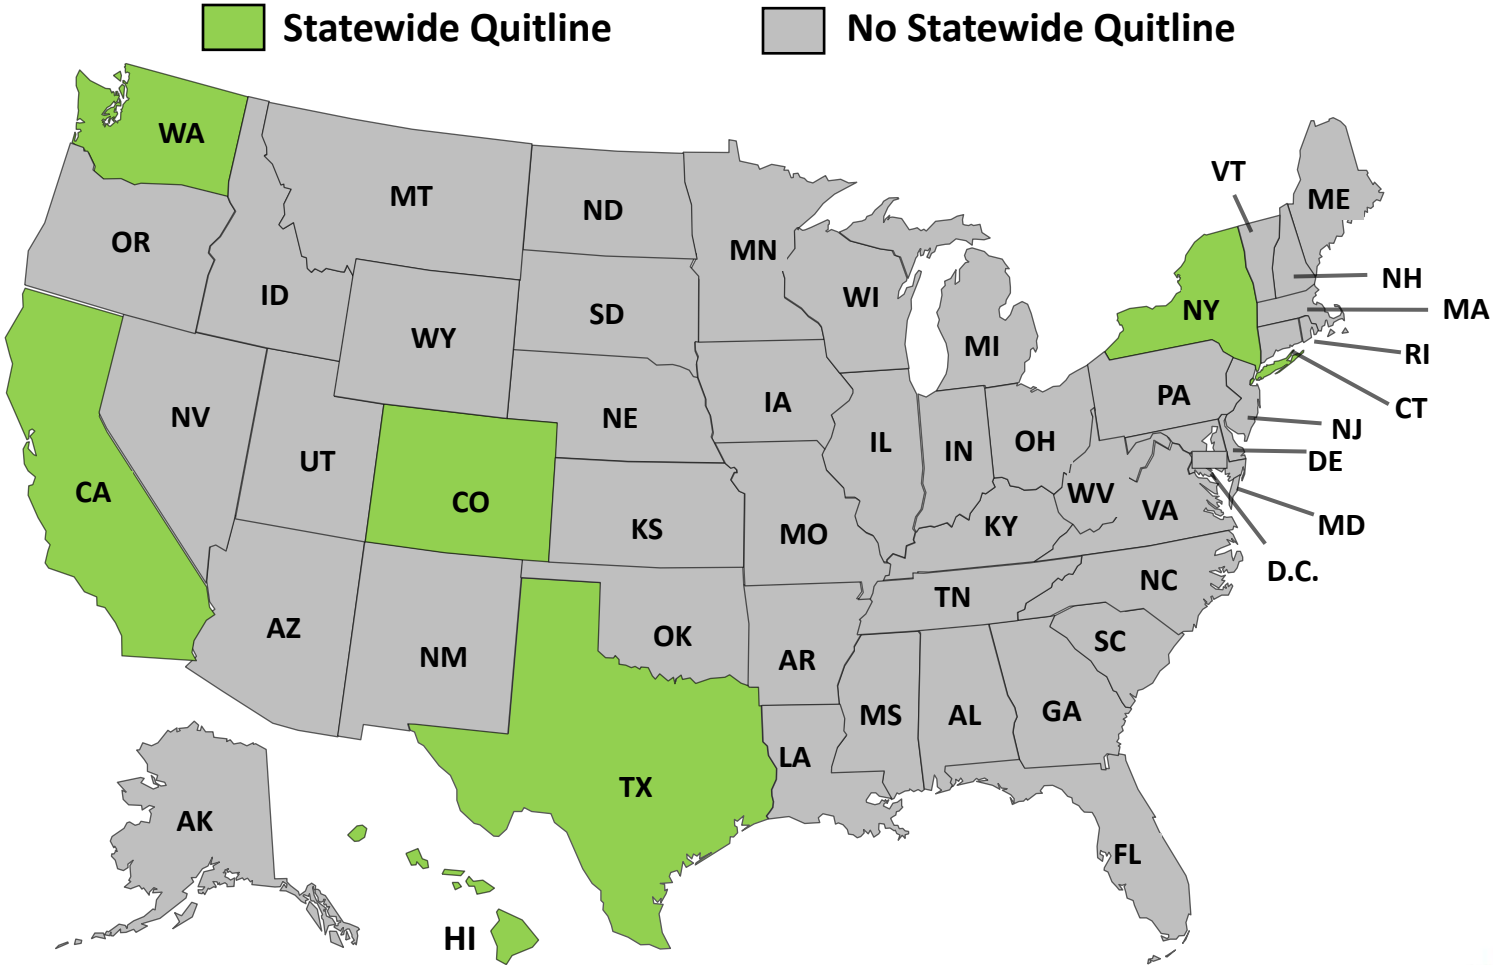 Statewide Quitline
No Statewide Quitline
WA
MT
ND
VT
ME
OR
MN
ID
SD
WI
NH
NY
MA
WY
MI
RI
NV
NE
IA
PA
CT
UT
IL
IN
OH
NJ
DE
CA
CO
KS
MO
KY
WV
VA
MD
D.C.
AZ
NM
OK
AR
TN
NC
SC
MS
AL
GA
LA
TX
AK
FL
HI